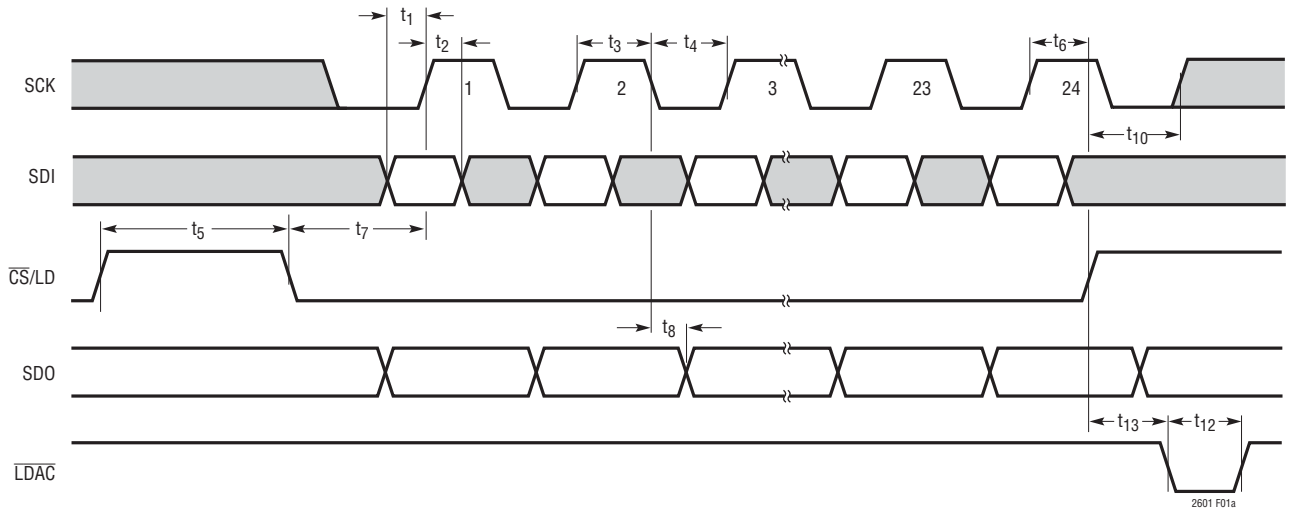 t1
t2 t3 t4 t6
SCK 1 2 3 23 24
t10
SDI
t5 t7
CS/LD
t8
SDO
t13 t12
LDAC
2601 F01a